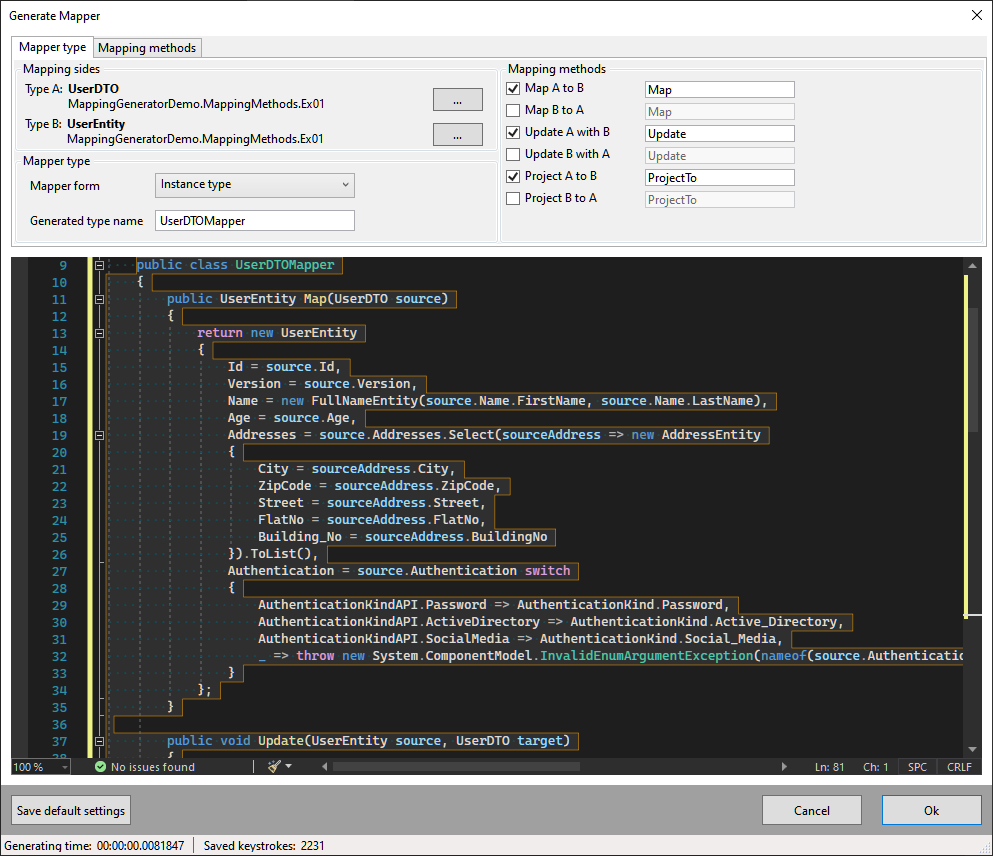 Generate Mapper
Mapper type Mapping methods
Mapping sides
Type A: UserDTO
MappingGeneratorDemo.MappingMethods.Ex01
...
Type B: UserEntity
MappingGeneratorDemo.MappingMethods.Ex01
...
Mapper type
Mapper form Instance type
Generated type name UserDTOMapper
Mapping methods
Map A to B Map
Map B to A Map
Update A with B Update
Update B with A Update
Project A to B ProjectTo
Project B to A ProjectTo
9 public class UserDTOMapper
10 {
11 public UserEntity Map(UserDTO source)
12 {
13 return new UserEntity
14 {
15 Id = source.Id,
16 Version = source.Version,
17 Name = new FullNameEntity(source.Name.FirstName, source.Name.LastName),
18 Age = source.Age,
19 Addresses = source.Addresses.Select(sourceAddress => new AddressEntity
20 {
21 City = sourceAddress.City,
22 ZipCode = sourceAddress.ZipCode,
23 Street = sourceAddress.Street,
24 FlatNo = sourceAddress.FlatNo,
25 Building_No = sourceAddress.BuildingNo
26 }).ToList(),
27 Authentication = source.Authentication switch
28 {
29 AuthenticationKindAPI.Password => AuthenticationKind.Password,
30 AuthenticationKindAPI.ActiveDirectory => AuthenticationKind.Active_Directory,
31 AuthenticationKindAPI.SocialMedia => AuthenticationKind.Social_Media,
32 _ => throw new System.ComponentModel.InvalidEnumArgumentException(nameof(source.Authenticatio
33 }
34 };
35 }
36
37 public void Update(UserEntity source, UserDTO target)
38 {
100 % No issues found Ln: 81 Ch: 1 SPC CRLF
Save default settings Cancel Ok
Generating time: 00:00:00.0081847 Saved keystrokes: 2231